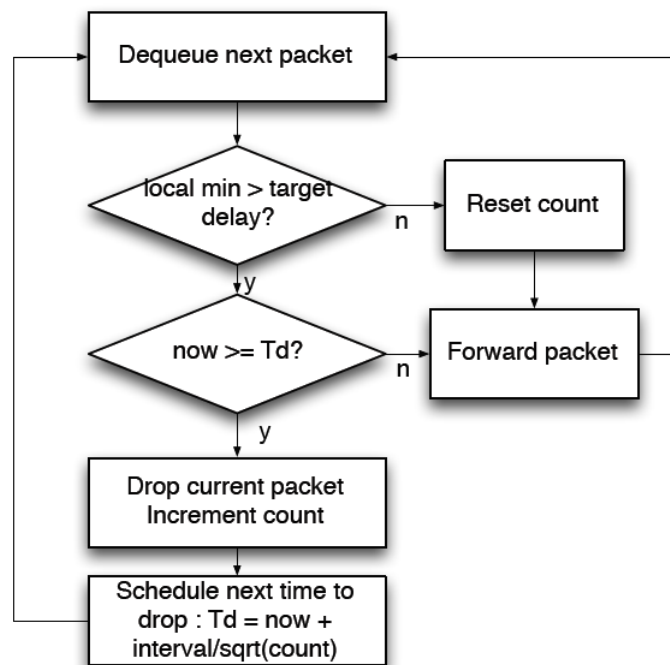 Dequeue next packet
local min > target
delay?
n
Reset count
y
now >= Td?
n
Forward packet
y
Drop current packet
Increment count
Schedule next time to
drop : Td = now +
interval/sqrt(count)